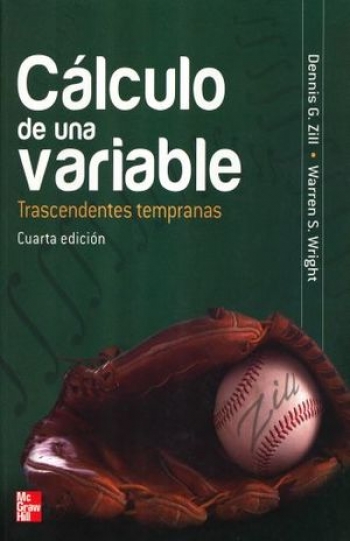 Cálculo
de una
variable
Trascendentes tempranas
Cuarta edición
Dennis G. Zill • Warren S. Wright
Zill
Mc
Graw
Hill